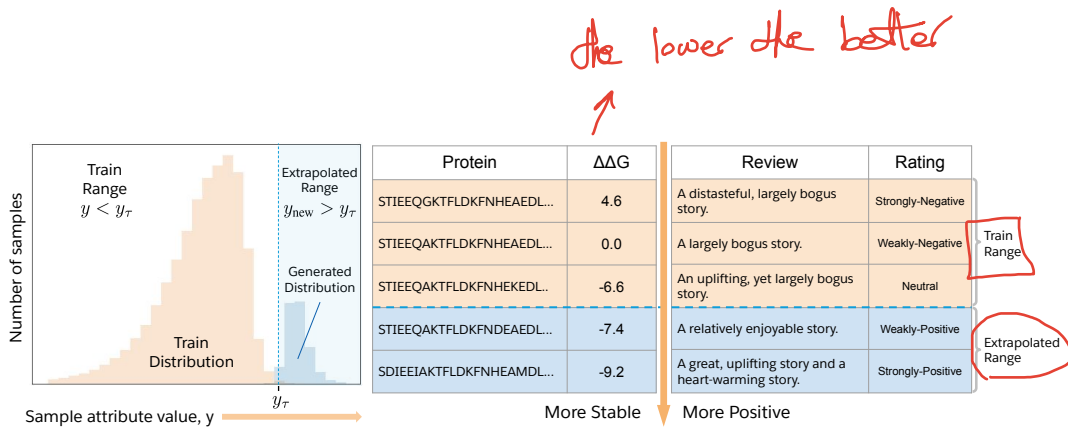 the lower the better
Train
Range
y < yτ
Extrapolated
Range
ynew > yτ
Generated
Distribution
Train
Distribution
Number of samples
yτ
Sample attribute value, y
Protein ΔΔG
STIEEQGKTFLDKFNHEAEDL... 4.6
STIEEQAKTFLDKFNHEAEDL... 0.0
STIEEQAKTFLDKFNHEKEDL... -6.6
STIEEQAKTFLDKFNDEAEDL... -7.4
SDIEEIAKTFLDKFNHEAMDL... -9.2
More Stable
Review Rating
A distasteful, largely bogus
story.
Strongly-Negative
A largely bogus story. Weakly-Negative
An uplifting, yet largely bogus
story.
Neutral
A relatively enjoyable story. Weakly-Positive
A great, uplifting story and a
heart-warming story.
Strongly-Positive
More Positive
Train
Range
Extrapolated
Range